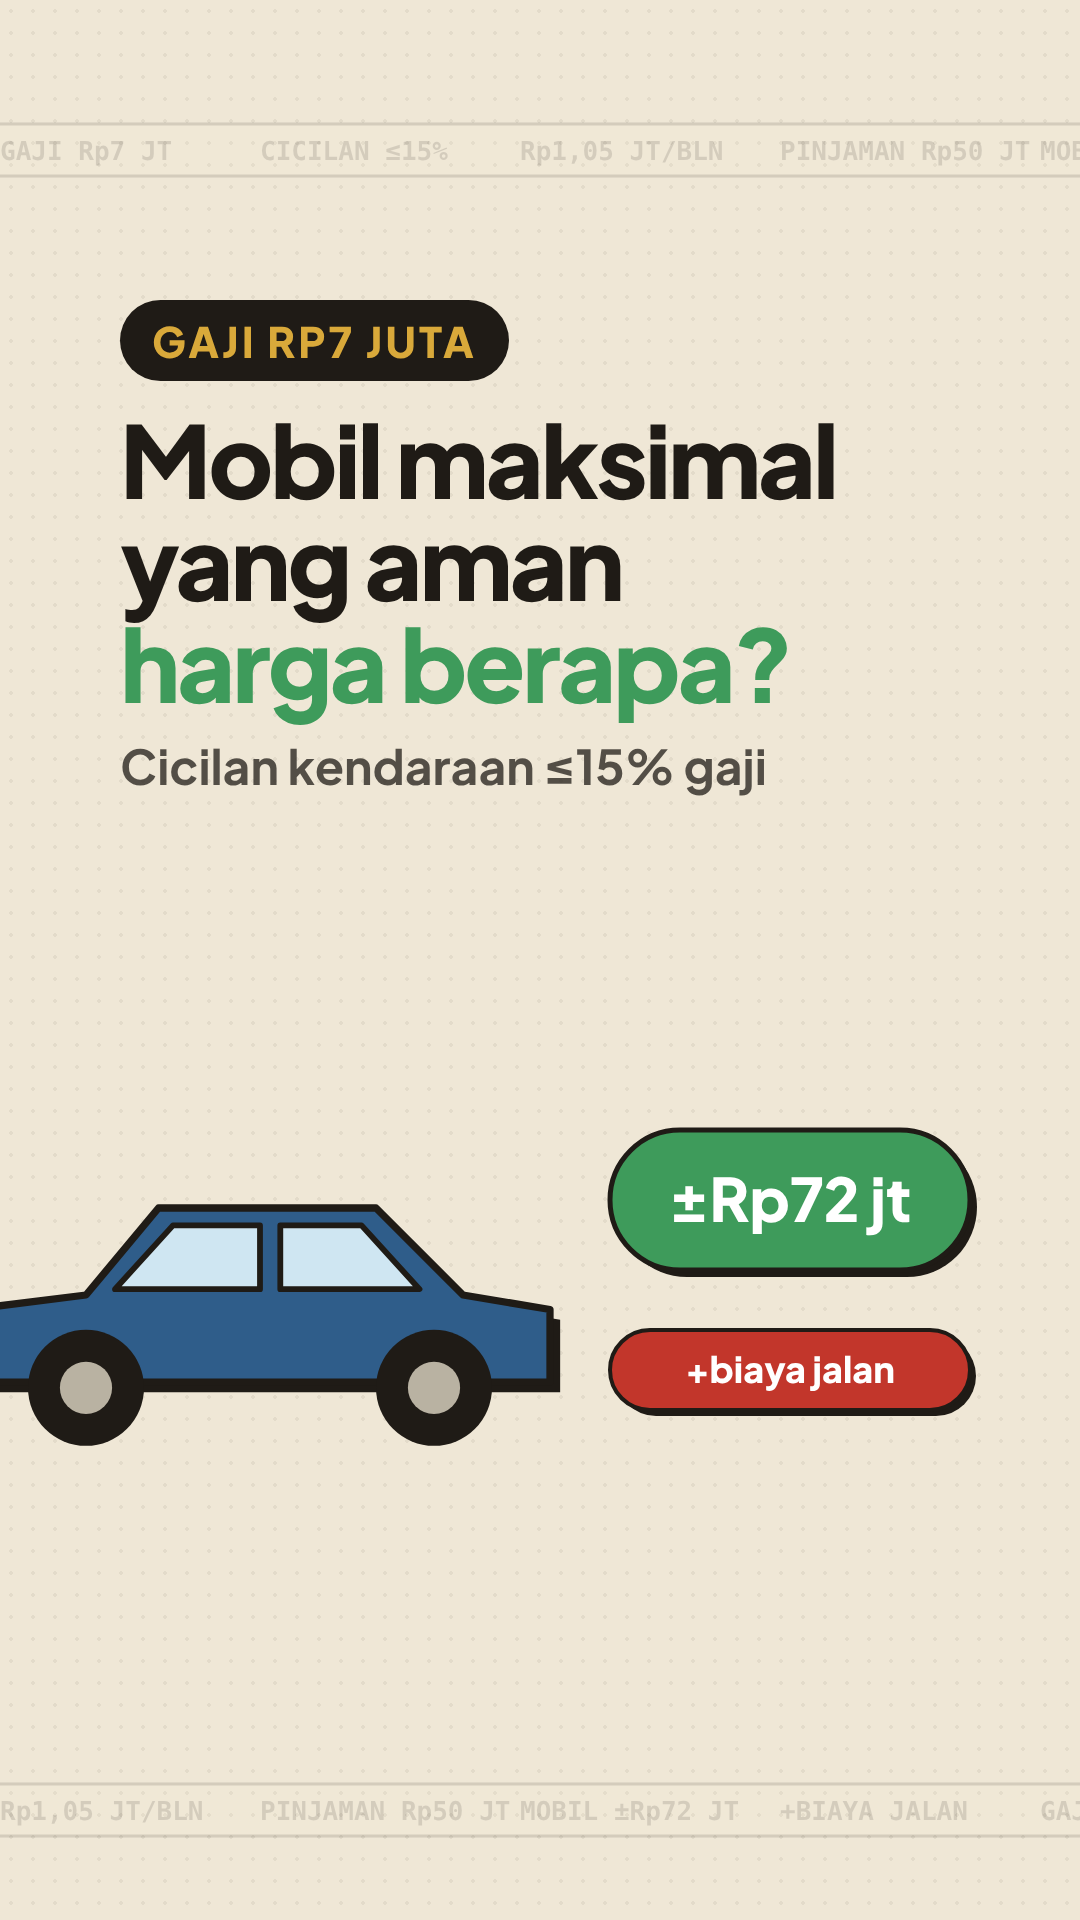 GAJI Rp7 JT CICILAN ≤15% Rp1,05 JT/BLN PINJAMAN Rp50 JT MOB
GAJI RP7 JUTA
Mobil maksimal
yang aman
harga berapa?
Cicilan kendaraan ≤15% gaji
±Rp72 jt
+biaya jalan
Rp1,05 JT/BLN PINJAMAN Rp50 JT MOBIL ±Rp72 JT +BIAYA JALAN GAJ